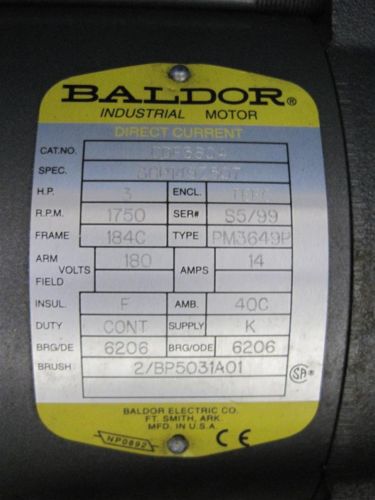 BALDOR®
INDUSTRIAL MOTOR
DIRECT CURRENT
CAT.NO.
SPEC.
H.P. 3 ENCL.
R.P.M. 1750 SER# S5/99
FRAME 184C TYPE PM3649P
ARM VOLTS 180 AMPS 14
FIELD
INSUL. F AMB. 40C
DUTY CONT SUPPLY K
BRG/DE 6206 BRG/ODE 6206
BRUSH 2/BP5031A01
SA®
BALDOR ELECTRIC CO.
FT. SMITH, ARK.
MFD. IN U.S.A.
CE